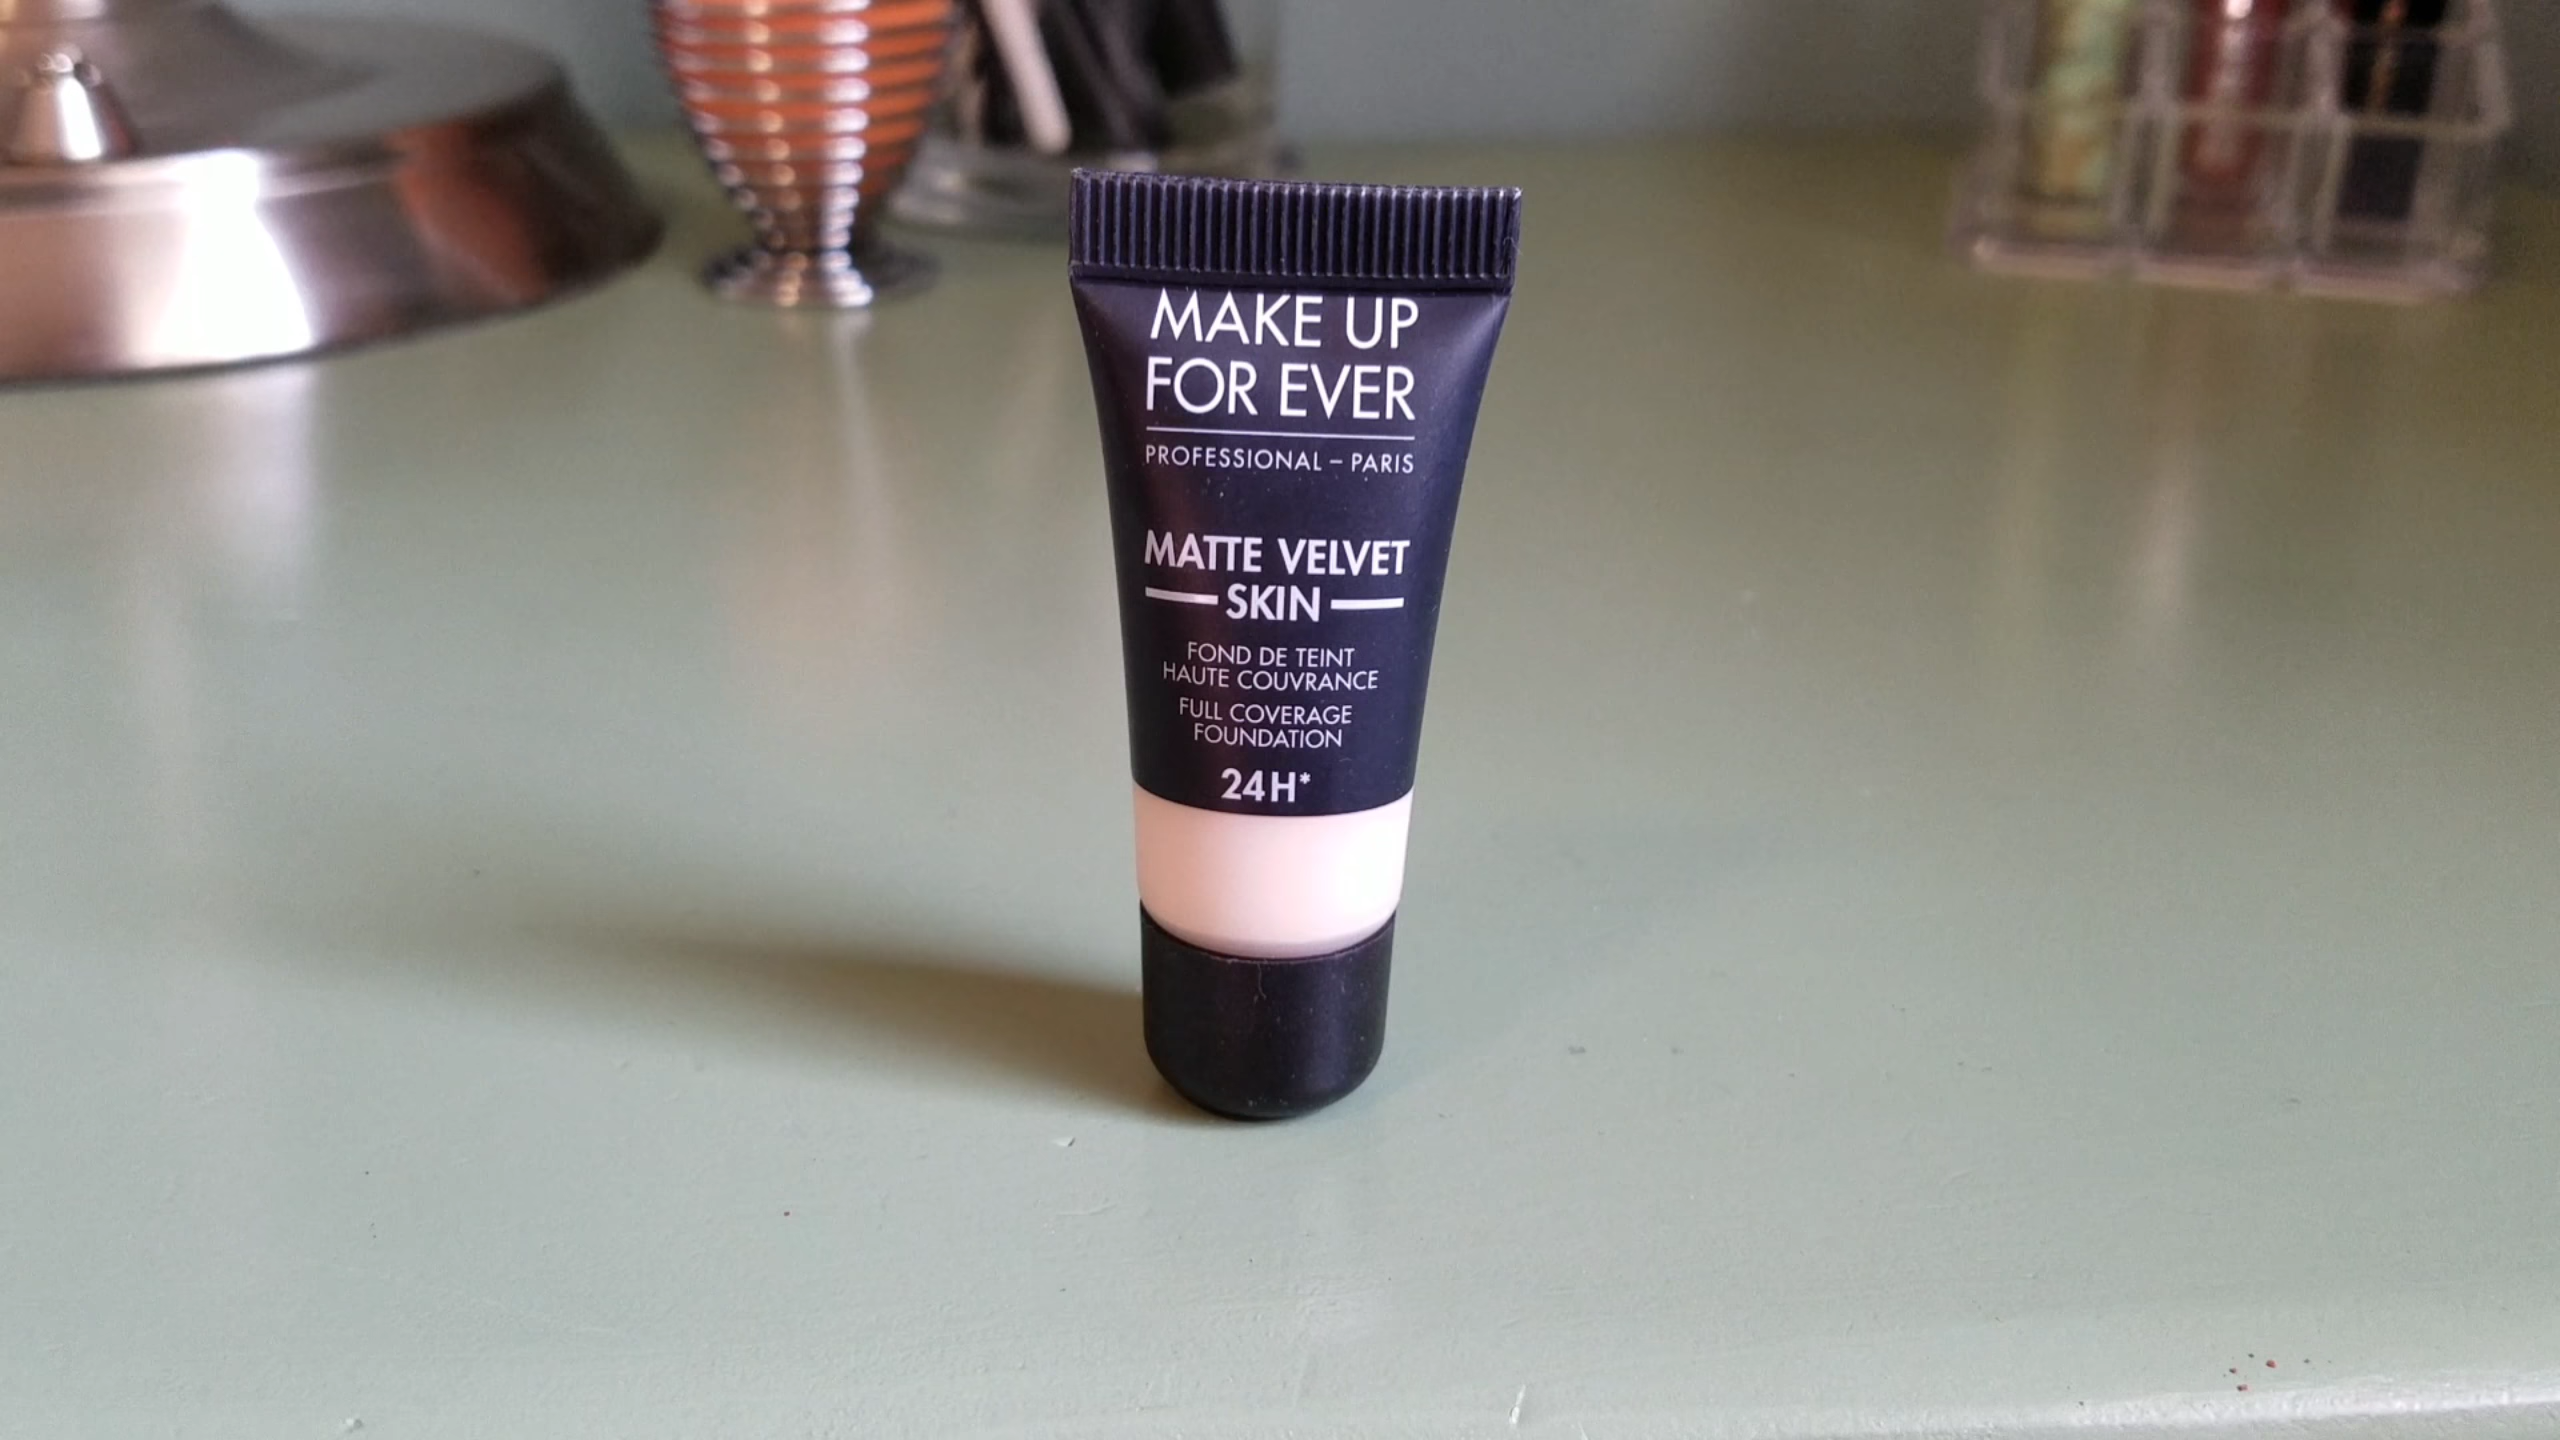 MAKE UP
FOR EVER
PROFESSIONAL – PARIS
MATTE VELVET
SKIN
FOND DE TEINT
HAUTE COUVRANCE
FULL COVERAGE
FOUNDATION
24H*